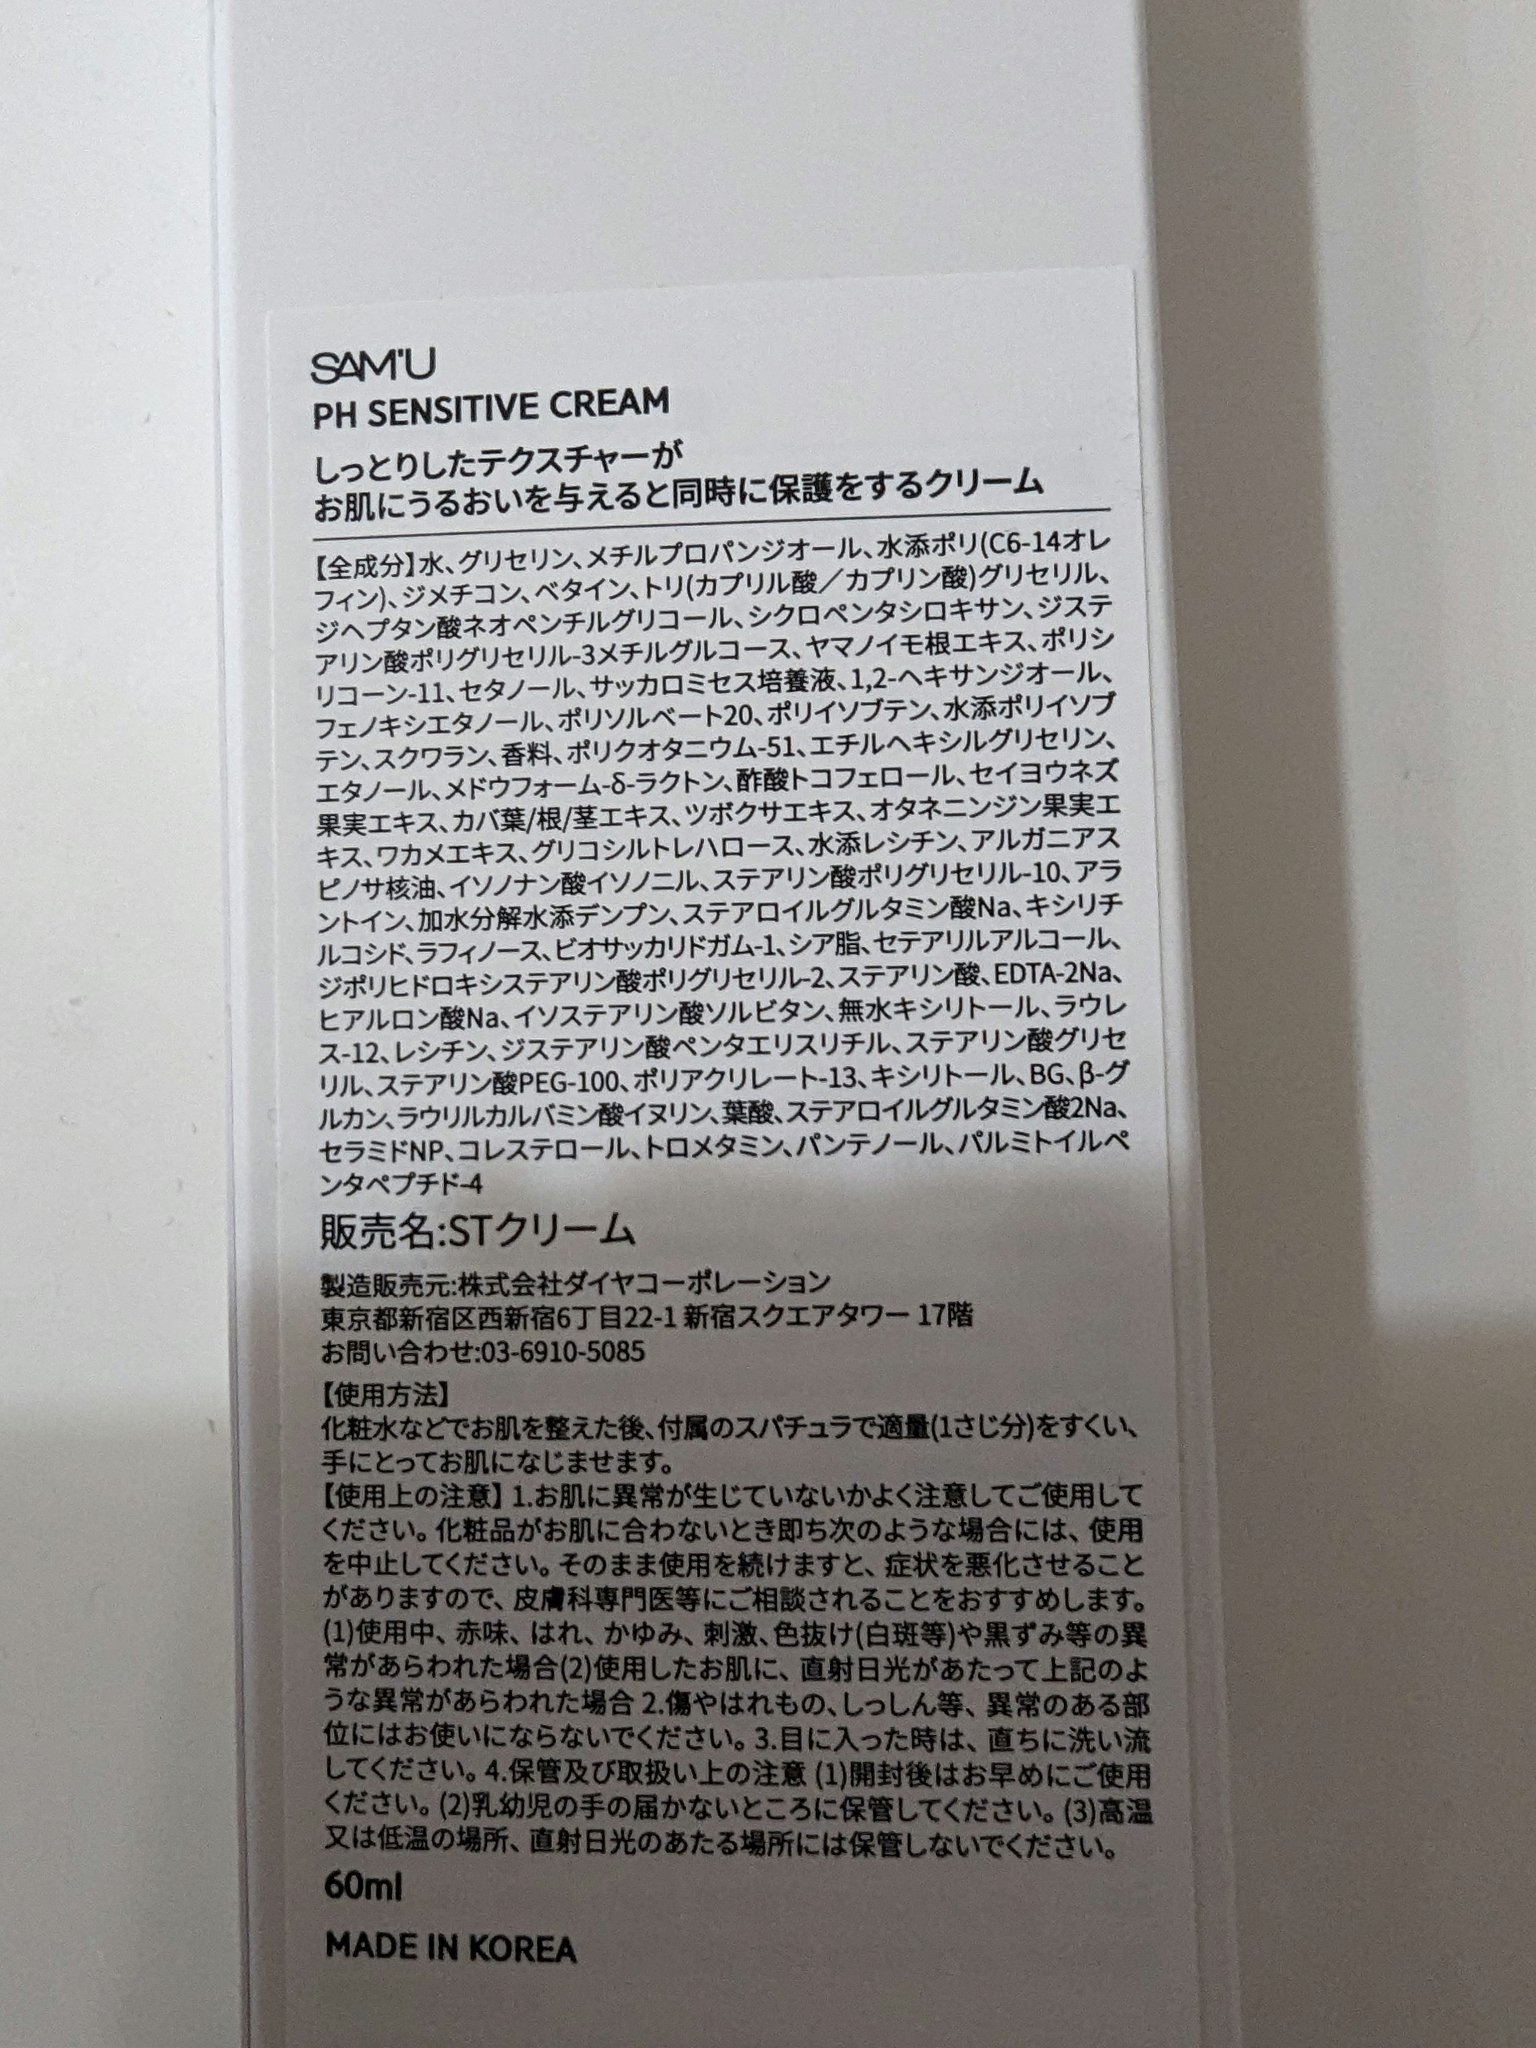 SAM'U
PH SENSITIVE CREAM
しっとりしたテクスチャーが
お肌にうるおいを与えると同時に保護をするクリーム
【全成分】水、グリセリン、メチルプロパンジオール、水添ポリ(C6-14オレ
フィン)、ジメチコン、ベタイン、トリ(カプリル酸／カプリン酸)グリセリル、
ジヘプタン酸ネオペンチルグリコール、シクロペンタシロキサン、ジステ
アリン酸ポリグリセリル-3メチルグルコース、ヤマノイモ根エキス、ポリシ
リコーン-11、セタノール、サッカロミセス培養液、1,2-ヘキサンジオール、
フェノキシエタノール、ポリソルベート20、ポリイソブテン、水添ポリイソブ
テン、スクワラン、香料、ポリクオタニウム-51、エチルヘキシルグリセリン、
エタノール、メドウフォーム-δ-ラクトン、酢酸トコフェロール、セイヨウネズ
果実エキス、カバ葉/根/茎エキス、ツボクサエキス、オタネニンジン果実エ
キス、ワカメエキス、グリコシルトレハロース、水添レシチン、アルガニアス
ピノサ核油、イソノナン酸イソノニル、ステアリン酸ポリグリセリル-10、アラ
ントイン、加水分解水添デンプン、ステアロイルグルタミン酸Na、キシリチ
ルコシド、ラフィノース、ビオサッカリドガム-1、シア脂、セテアリルアルコール、
ジポリヒドロキシステアリン酸ポリグリセリル-2、ステアリン酸、EDTA-2Na、
ヒアルロン酸Na、イソステアリン酸ソルビタン、無水キシリトール、ラウレ
ス-12、レシチン、ジステアリン酸ペンタエリスリチル、ステアリン酸グリセ
リル、ステアリン酸PEG-100、ポリアクリレート-13、キシリトール、BG、β-グ
ルカン、ラウリルカルバミン酸イヌリン、葉酸、ステアロイルグルタミン酸2Na、
セラミドNP、コレステロール、トロメタミン、パンテノール、パルミトイルペ
ンタペプチド-4
販売名:STクリーム
製造販売元:株式会社ダイヤコーポレーション
東京都新宿区西新宿6丁目22-1 新宿スクエアタワー 17階
お問い合わせ:03-6910-5085
【使用方法】
化粧水などでお肌を整えた後、付属のスパチュラで適量(1さじ分)をすくい、
手にとってお肌になじませます。
【使用上の注意】 1.お肌に異常が生じていないかよく注意してご使用して
ください。化粧品がお肌に合わないとき即ち次のような場合には、使用
を中止してください。そのまま使用を続けますと、症状を悪化させること
がありますので、皮膚科専門医等にご相談されることをおすすめします。
(1)使用中、赤味、はれ、かゆみ、刺激、色抜け(白斑等)や黒ずみ等の異
常があらわれた場合(2)使用したお肌に、直射日光があたって上記のよ
うな異常があらわれた場合 2.傷やはれもの、しっしん等、異常のある部
位にはお使いにならないでください。3.目に入った時は、直ちに洗い流
してください。4.保管及び取扱い上の注意 (1)開封後はお早めにご使用
ください。(2)乳幼児の手の届かないところに保管してください。(3)高温
又は低温の場所、直射日光のあたる場所には保管しないでください。
60ml
MADE IN KOREA